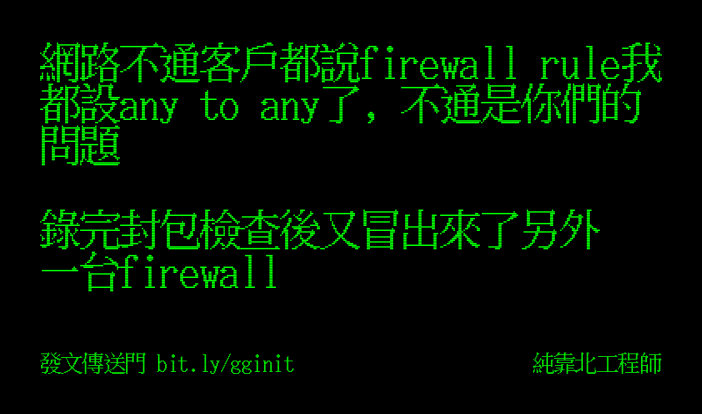 網路不通客戶都說firewall rule我
都設any to any了, 不通是你們的
問題
錄完封包檢查後又冒出來了另外
一台firewall
發文傳送門 bit.ly/gginit
純靠北工程師